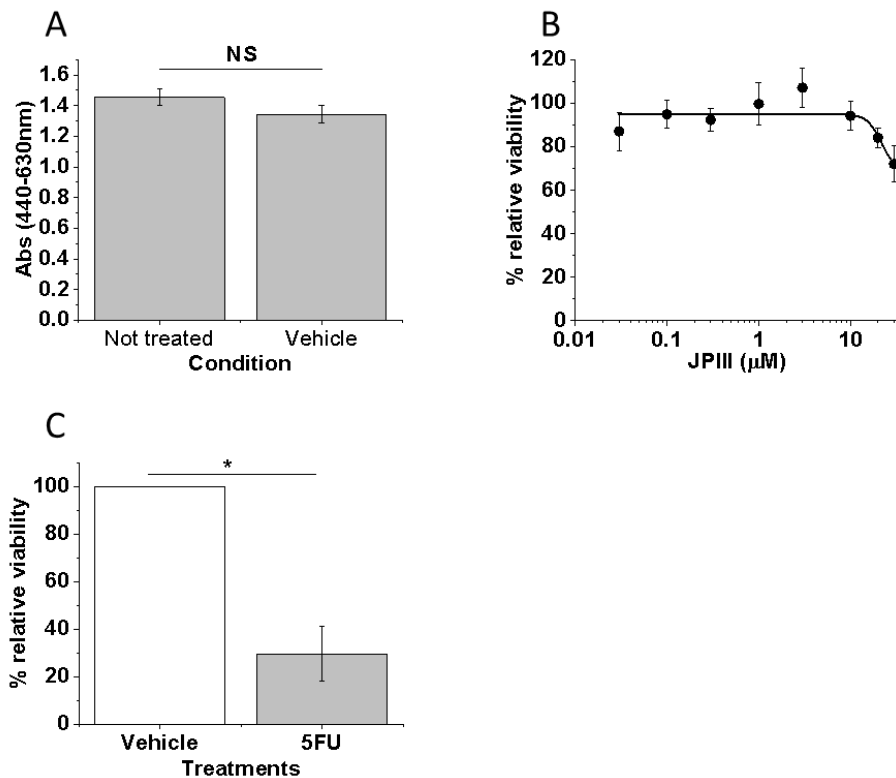 A
NS
1.6
1.4
1.2
1.0
0.8
0.6
0.4
0.2
0.0
Abs (440-630nm)
Not treated Vehicle
Condition
B
120
100
80
60
40
20
0
% relative viability
0.01 0.1 1 10
JPIII (μM)
C
*
100
80
60
40
20
0
% relative viability
Vehicle 5FU
Treatments